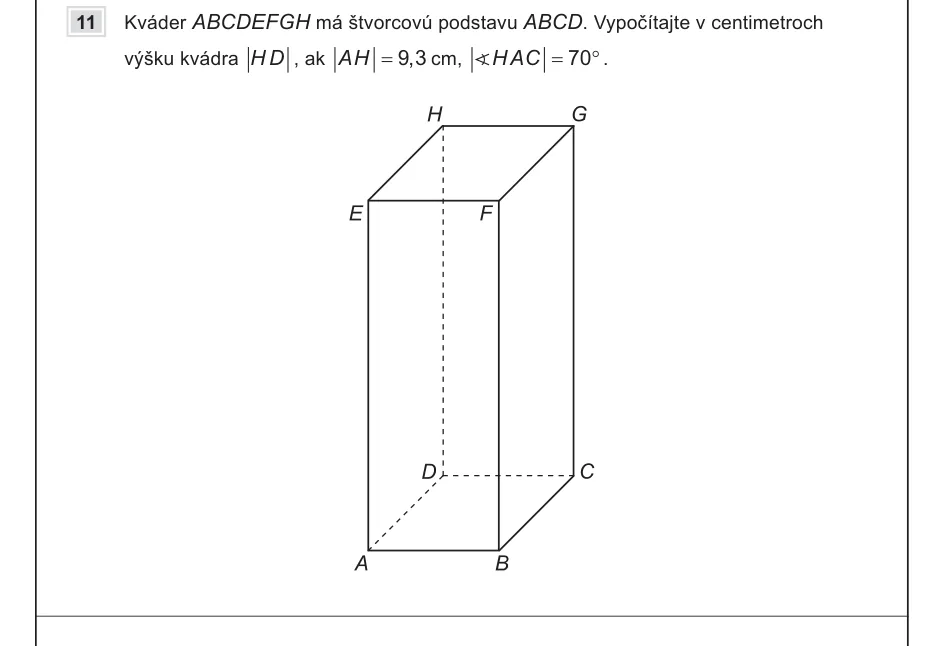 11 Kváder ABCDEFGH má štvorcovú podstavu ABCD. Vypočítajte v centimetroch
výšku kvádra |HD|, ak |AH| = 9,3 cm, |∢HAC| = 70°.
H G
E F
D C
A B